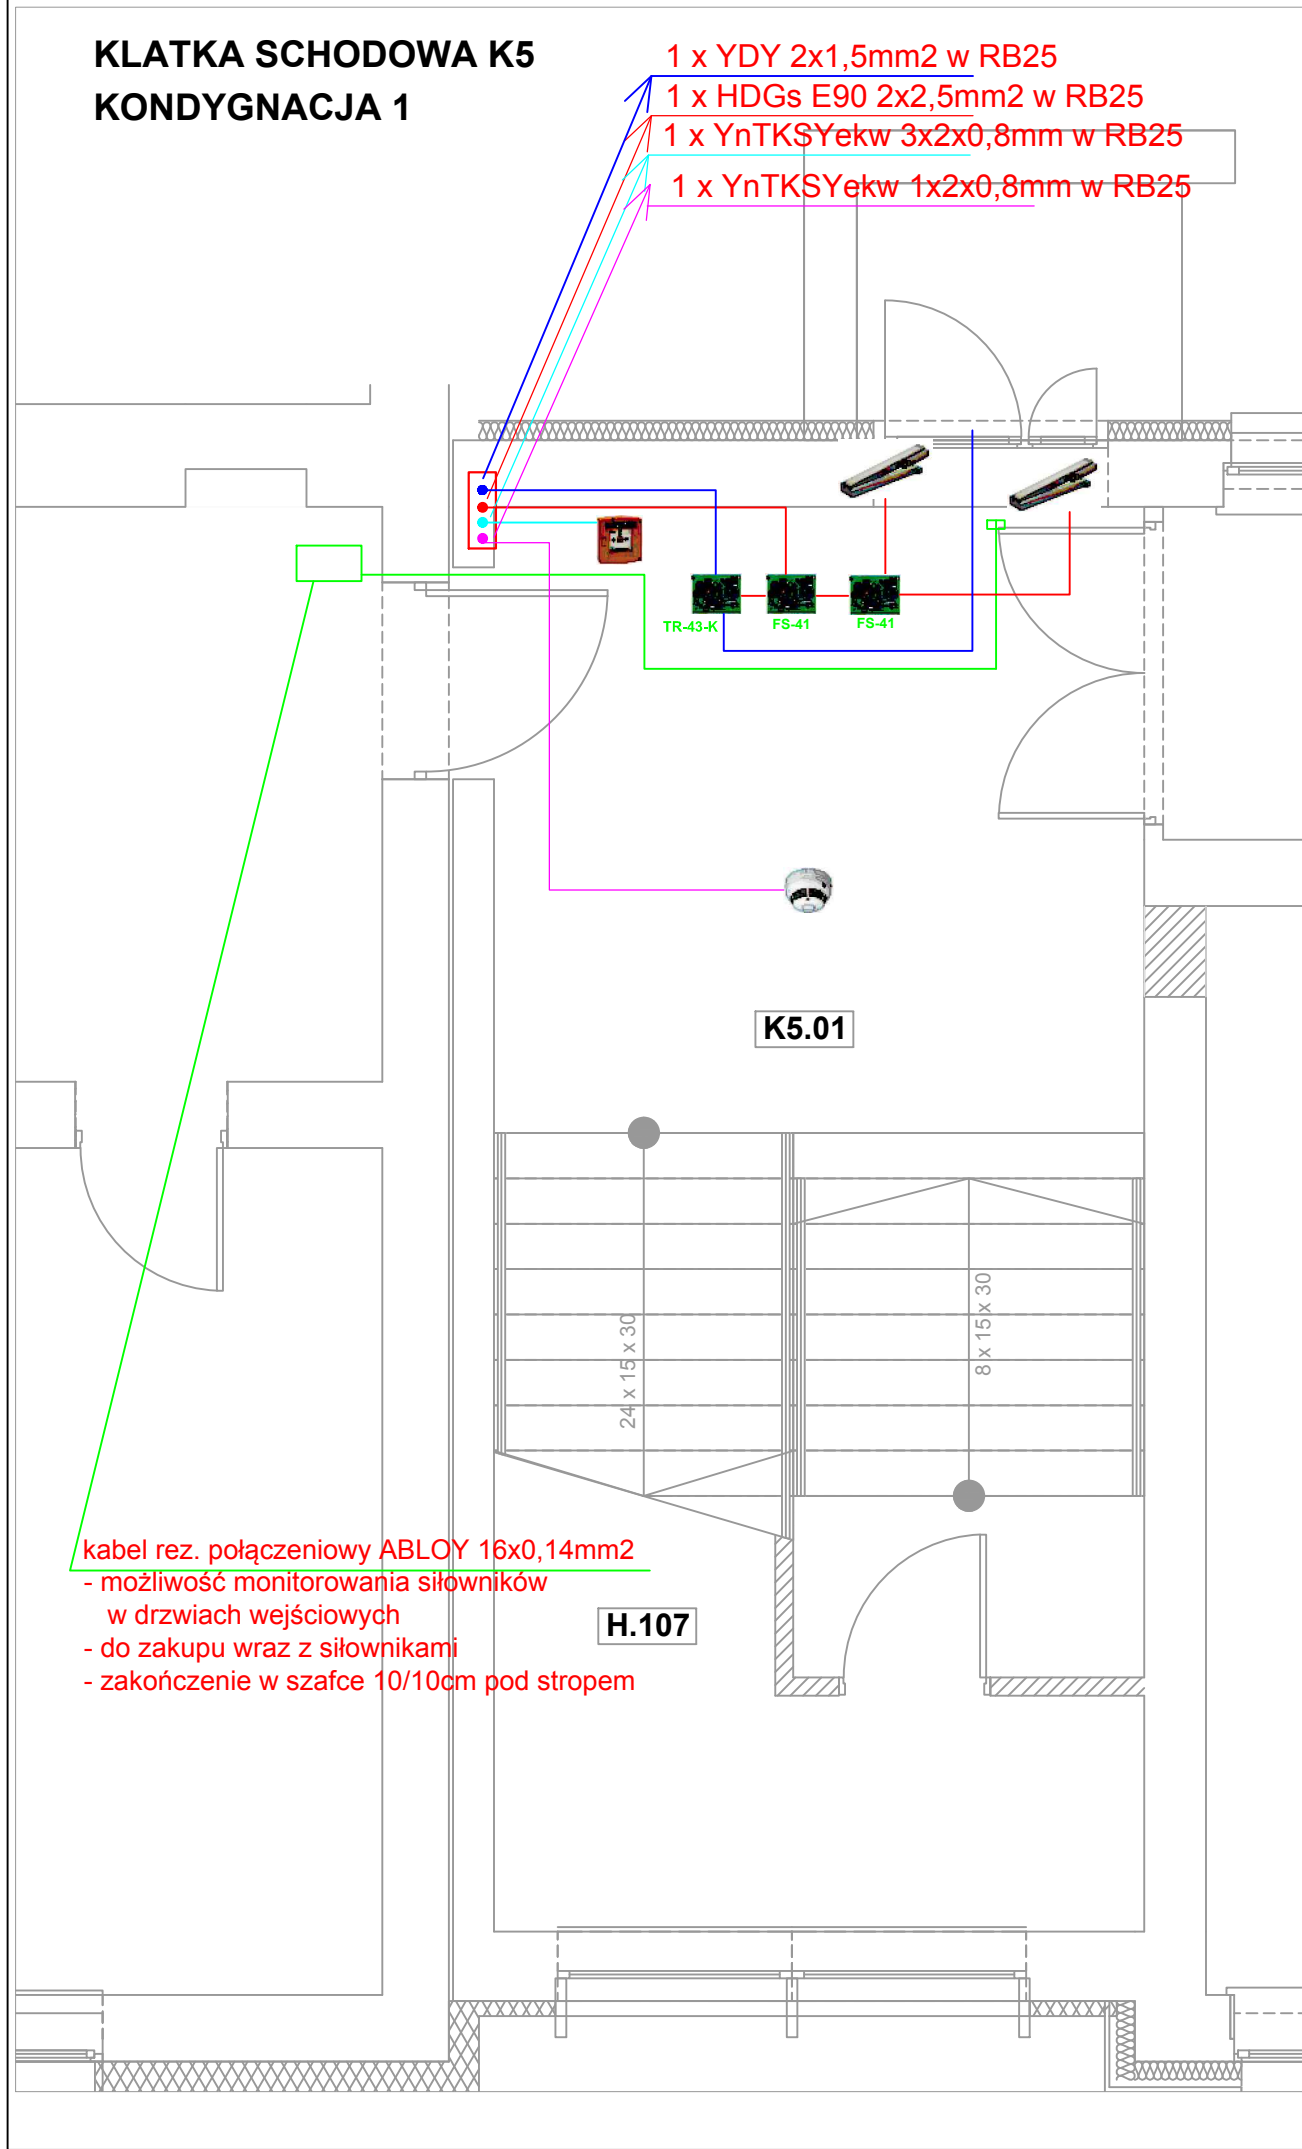 KLATKA SCHODOWA K5
KONDYGNACJA 1
1 x YDY 2x1,5mm2 w RB25
1 x HDGs E90 2x2,5mm2 w RB25
1 x YnTKSYekw 3x2x0,8mm w RB25
1 x YnTKSYekw 1x2x0,8mm w RB25
TR-43-K
FS-41
FS-41
K5.01
24 x 15 x 30
8 x 15 x 30
kabel rez. połączeniowy ABLOY 16x0,14mm2
- możliwość monitorowania siłowników
w drzwiach wejściowych
- do zakupu wraz z siłownikami
- zakończenie w szafce 10/10cm pod stropem
H.107